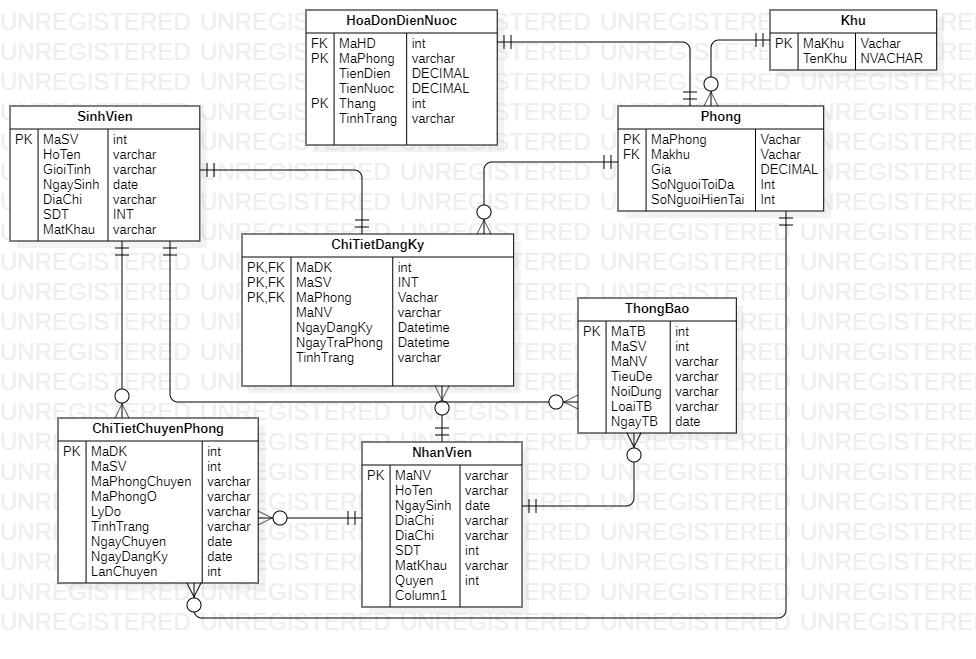 HoaDonDienNuoc
FK MaHD int
PK MaPhong varchar
TienDien DECIMAL
TienNuoc DECIMAL
PK Thang int
TinhTrang varchar
Khu
PK MaKhu Vachar
TenKhu NVACHAR
SinhVien
PK MaSV int
HoTen varchar
GioiTinh varchar
NgaySinh date
DiaChi varchar
SDT INT
MatKhau varchar
Phong
PK MaPhong Vachar
FK Makhu Vachar
Gia DECIMAL
SoNguoiToiDa Int
SoNguoiHienTai Int
ChiTietDangKy
PK,FK MaDK int
PK,FK MaSV INT
PK,FK MaPhong Vachar
MaNV varchar
NgayDangKy Datetime
NgayTraPhong Datetime
TinhTrang varchar
ThongBao
PK MaTB int
MaSV int
MaNV varchar
TieuDe varchar
NoiDung varchar
LoaiTB varchar
NgayTB date
ChiTietChuyenPhong
PK MaDK int
MaSV int
MaPhongChuyen varchar
MaPhongO varchar
LyDo varchar
TinhTrang varchar
NgayChuyen date
NgayDangKy date
LanChuyen int
NhanVien
PK MaNV varchar
HoTen varchar
NgaySinh date
DiaChi varchar
DiaChi varchar
SDT int
MatKhau varchar
Quyen int
Column1
UNREGISTERED